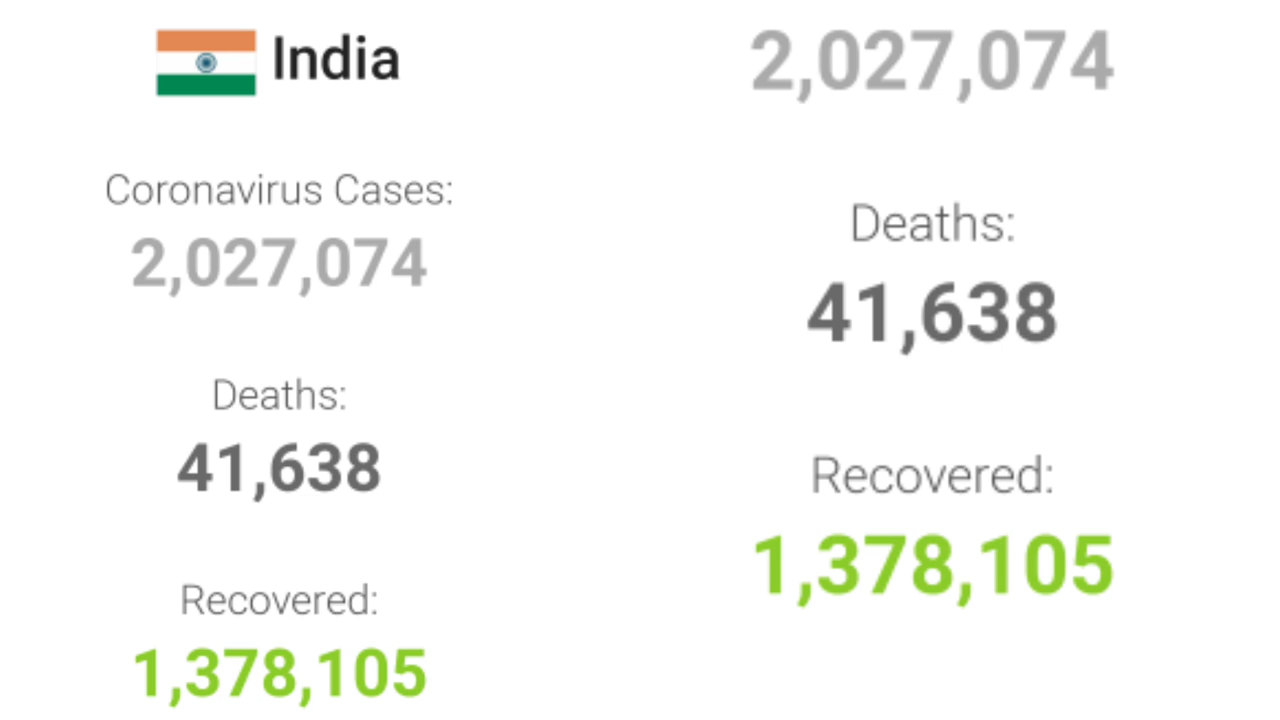 India
Coronavirus Cases:
2,027,074
Deaths:
41,638
Recovered:
1,378,105
2,027,074
Deaths:
41,638
Recovered:
1,378,105